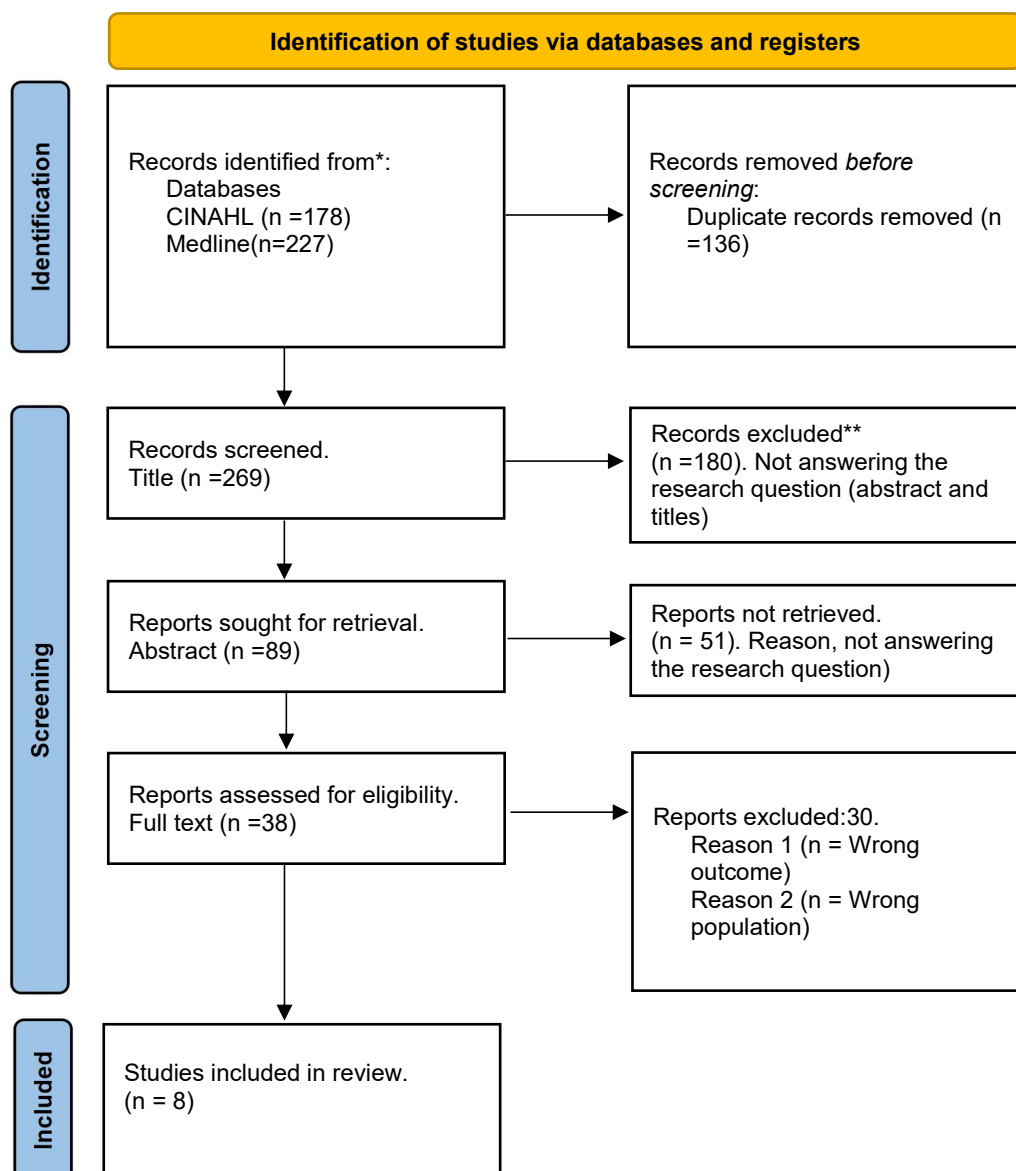 Identification of studies via databases and registers
Identification
Records identified from*:
Databases
CINAHL (n =178)
Medline(n=227)
Records removed before
screening:
Duplicate records removed (n
=136)
Screening
Records screened.
Title (n =269)
Records excluded**
(n =180). Not answering the
research question (abstract and
titles)
Reports sought for retrieval.
Abstract (n =89)
Reports not retrieved.
(n = 51). Reason, not answering
the research question)
Reports assessed for eligibility.
Full text (n =38)
Reports excluded:30.
Reason 1 (n = Wrong
outcome)
Reason 2 (n = Wrong
population)
Included
Studies included in review.
(n = 8)